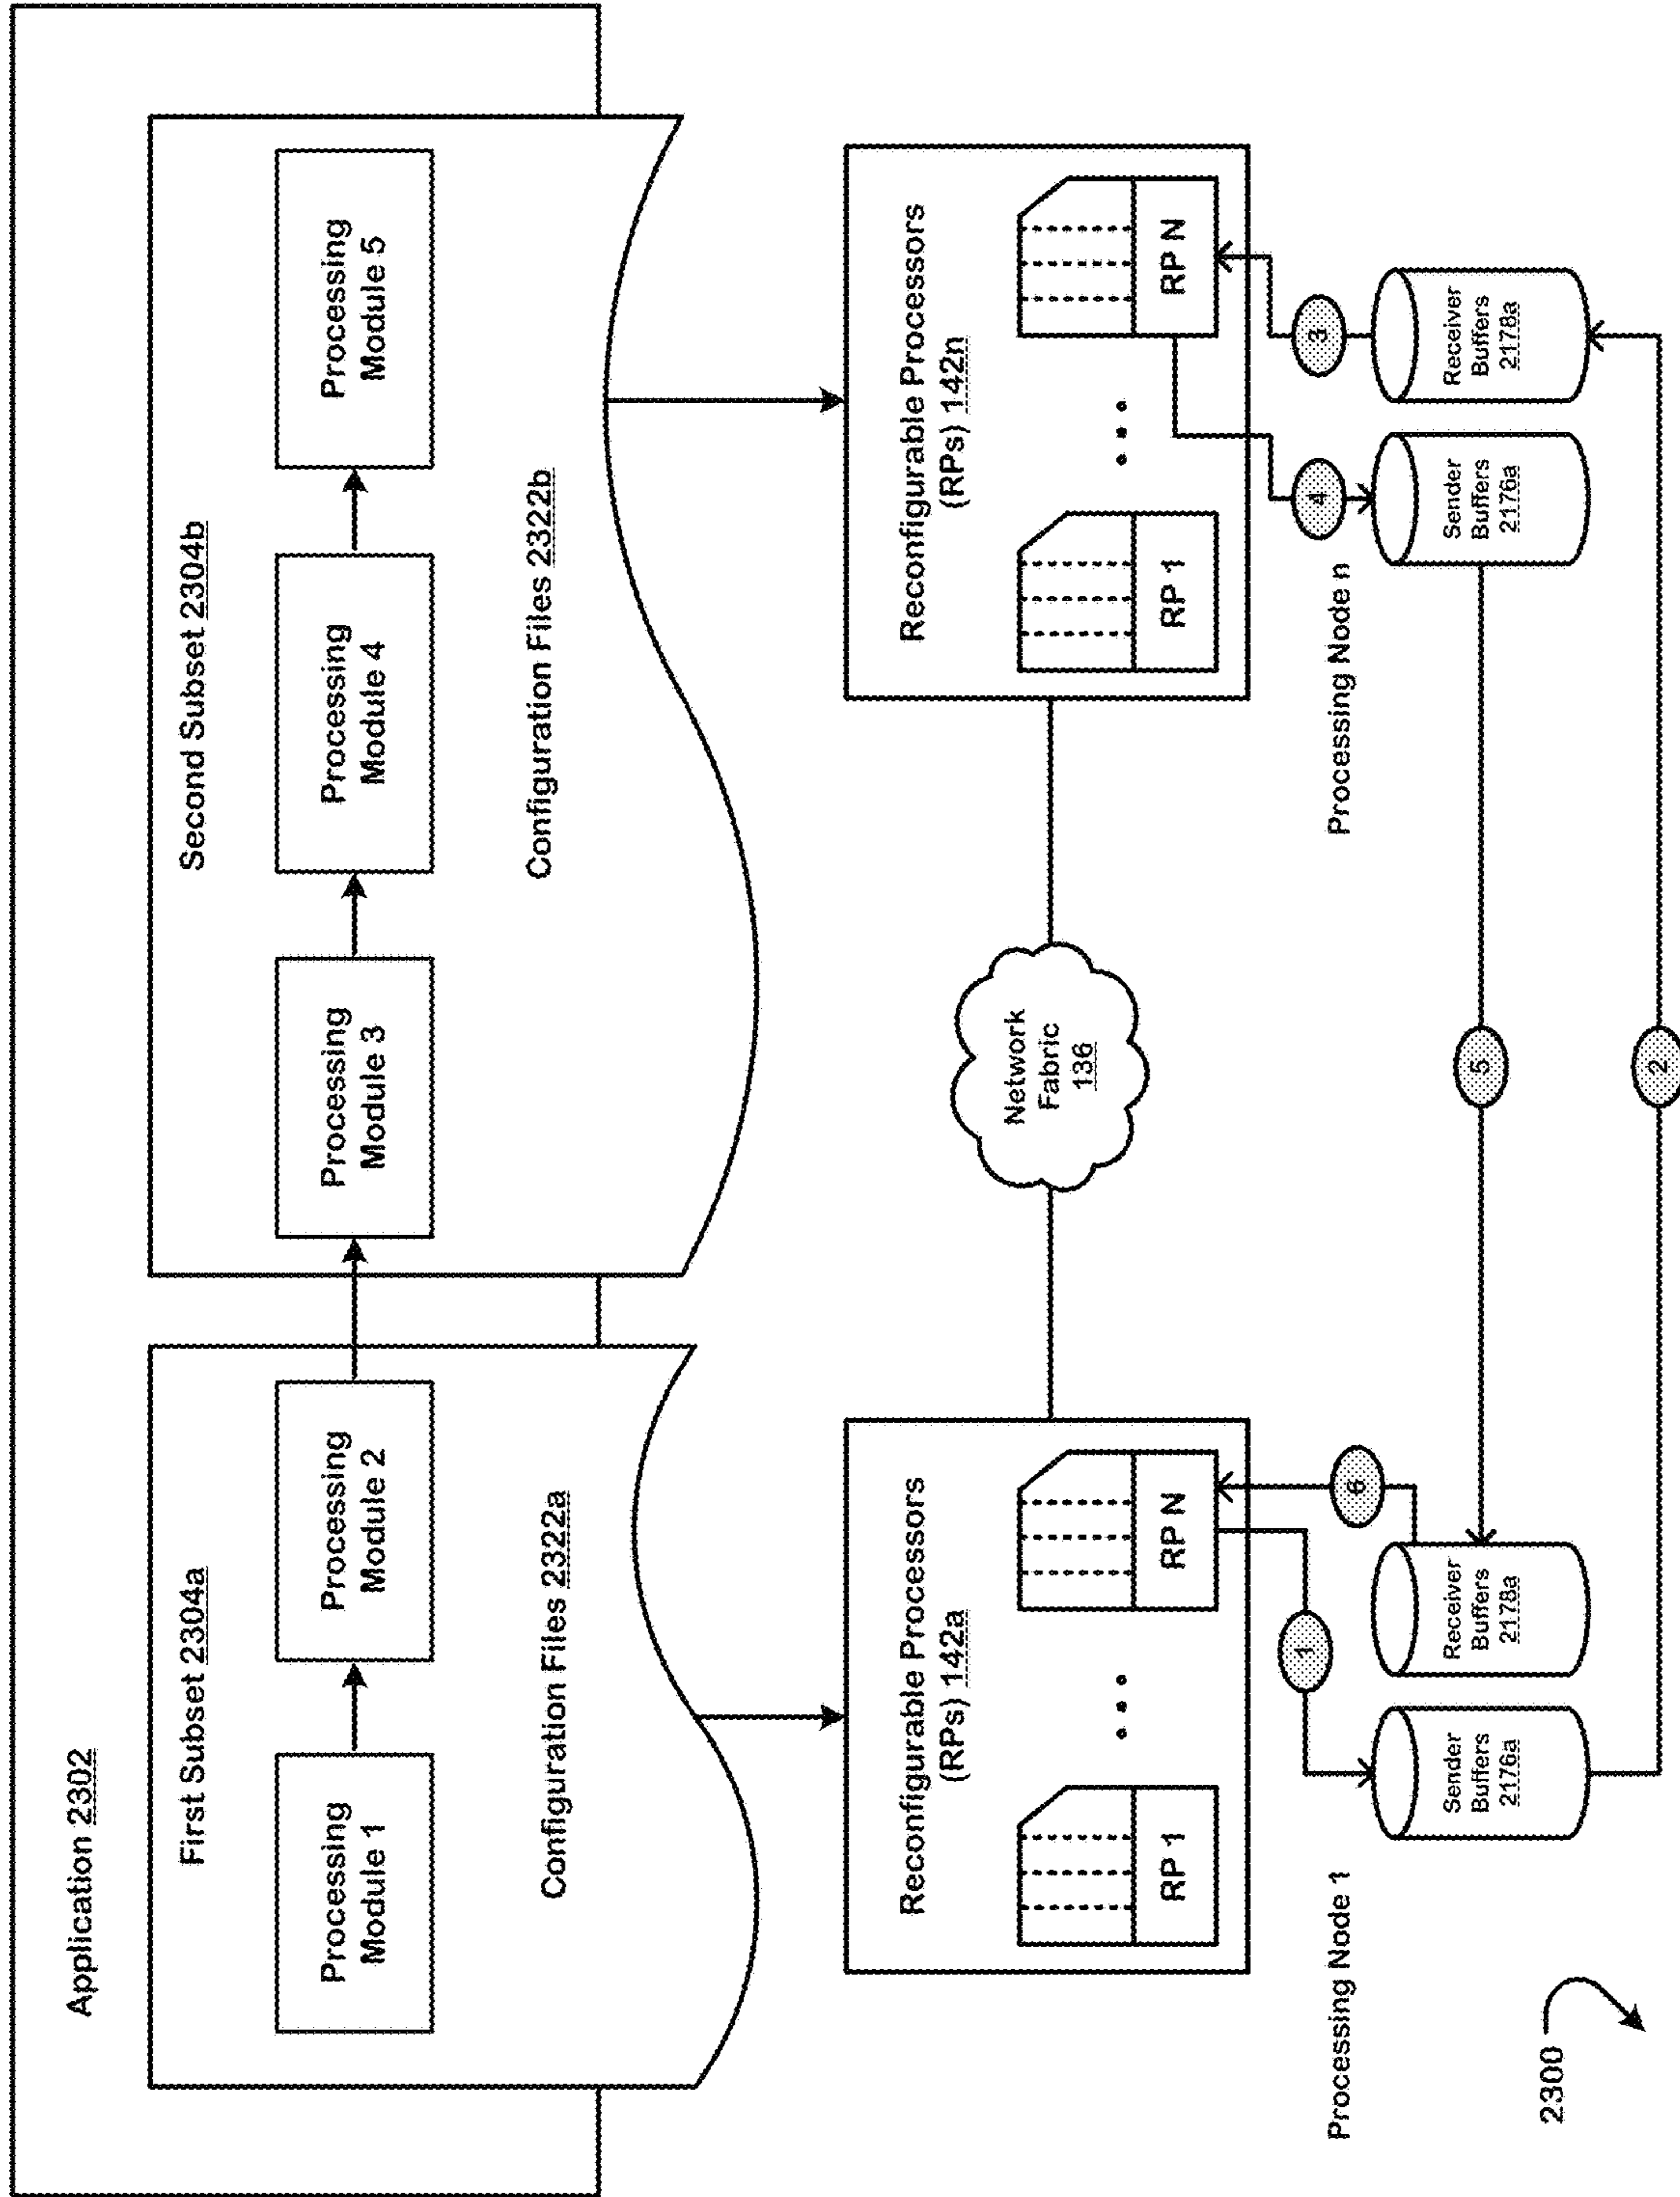 Application 2302
First Subset 2304a
Processing
Module 1
Processing
Module 2
Configuration Files 2322a
Second Subset 2304b
Processing
Module 3
Processing
Module 4
Processing
Module 5
Configuration Files 2322b
Reconfigurable Processors
(RPs) 142a
RP 1
• • •
RP N
Network
Fabric
136
Reconfigurable Processors
(RPs) 142n
RP 1
• • •
RP N
Processing Node 1
1
6
Sender
Buffers
2176a
Receiver
Buffers
2178a
Processing Node n
4
3
Sender
Buffers
2176a
Receiver
Buffers
2178a
5
2
2300